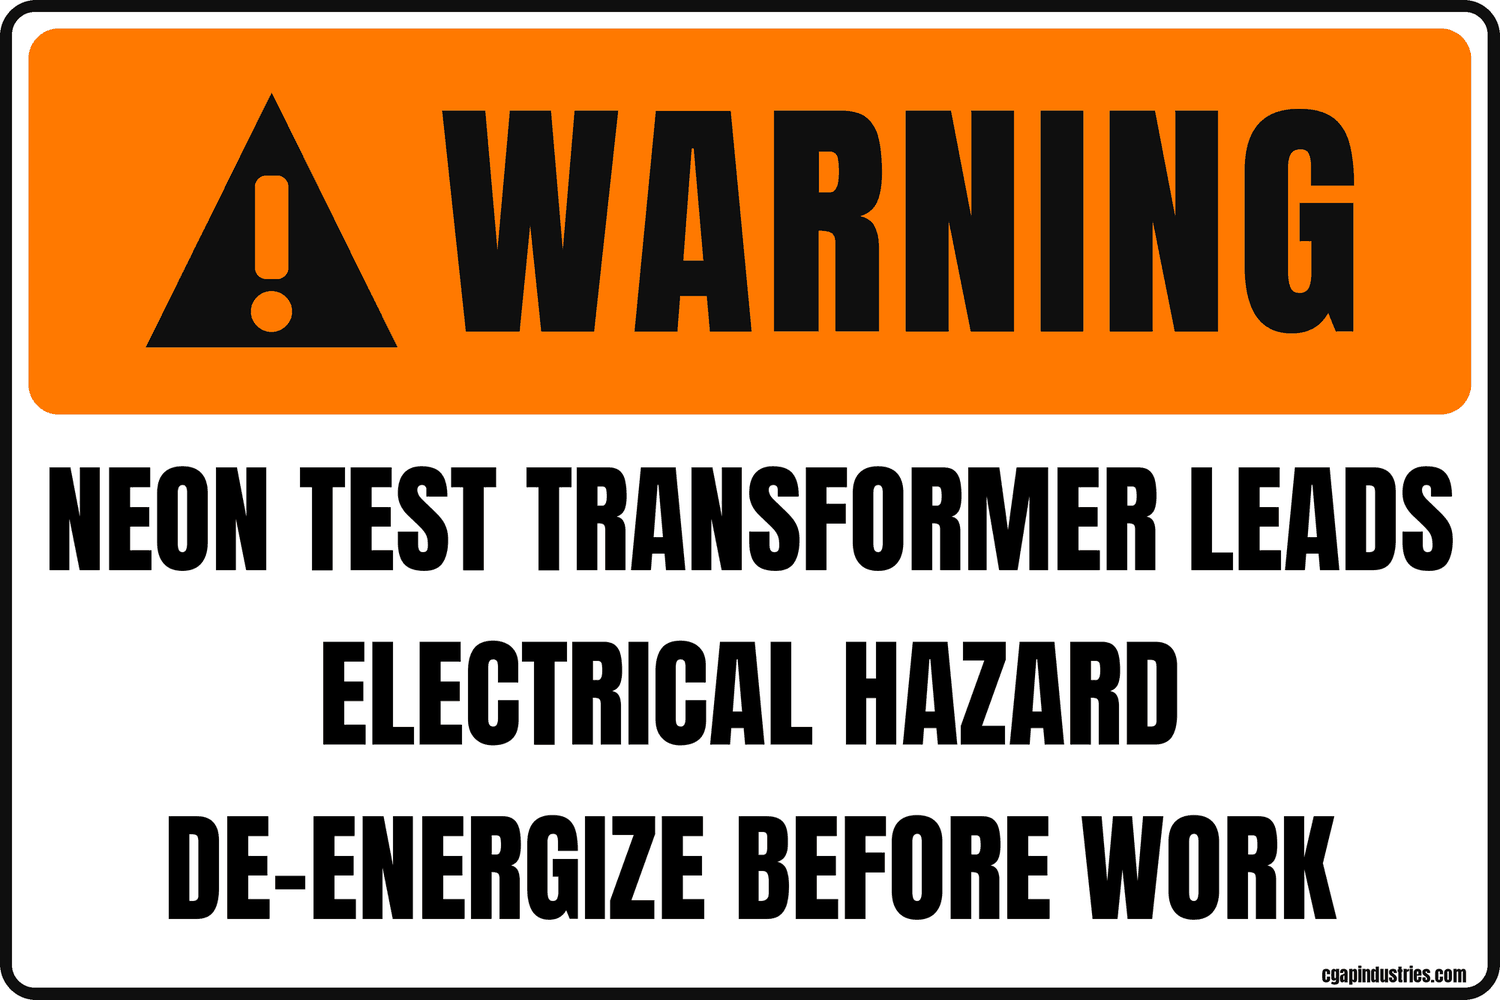 WARNING
NEON TEST TRANSFORMER LEADS
ELECTRICAL HAZARD
DE-ENERGIZE BEFORE WORK
cgapindustries.com